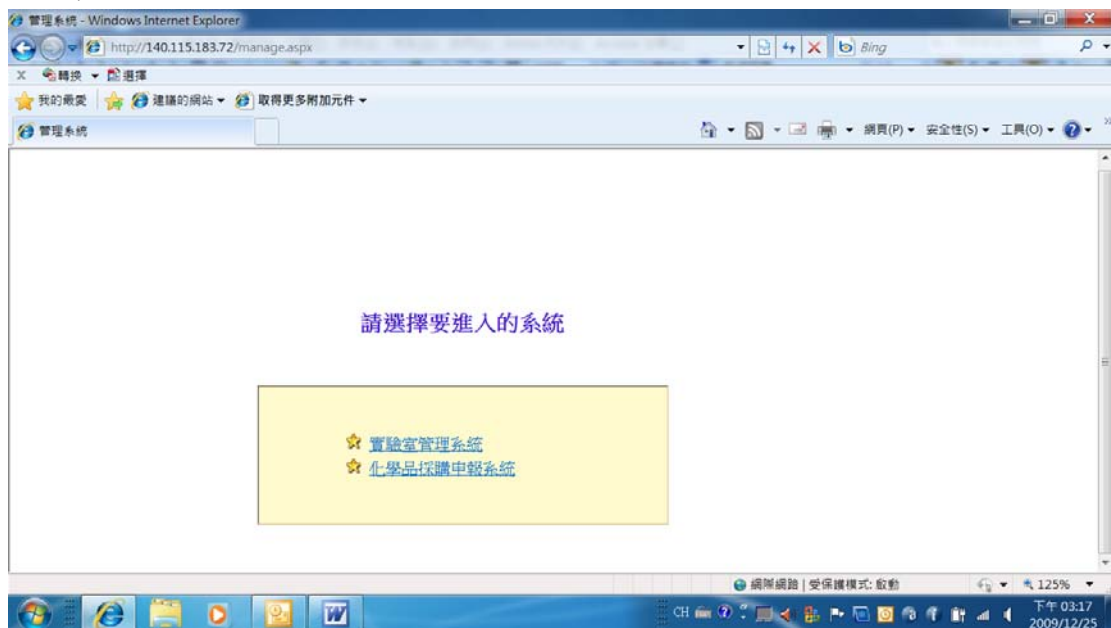 管理系統 - Windows Internet Explorer
http://140.115.183.72/manage.aspx
Bing
X 轉換 選擇
我的最愛 建議的網站 取得更多附加元件
管理系統
網頁(P) 安全性(S) 工具(O)
請選擇要進入的系統
實驗室管理系統
化學品採購申報系統
網際網路 | 受保護模式: 啟動
125%
CH
下午 03:17
2009/12/25